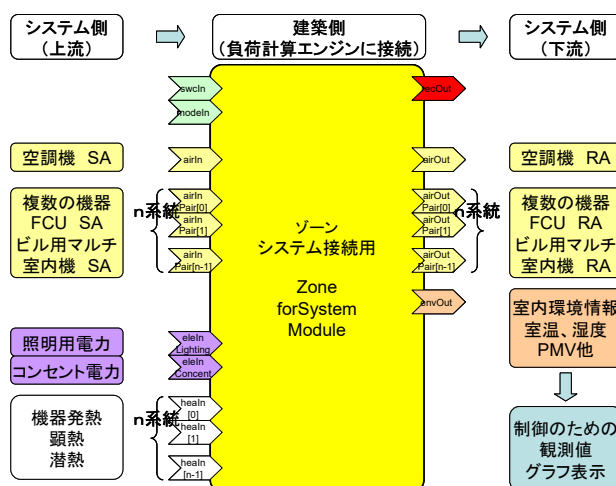 システム側
(上流)
建築側
(負荷計算エンジンに接続)
システム側
(下流)
swcIn
modeIn
recOut
空調機 SA
airIn
airOut
空調機 RA
複数の機器
FCU SA
ビル用マルチ
室内機 SA
n系統
airIn
Pair[0]
airIn
Pair[1]
airIn
Pair[n-1]
ゾーン
システム接続用
Zone
forSystem
Module
airOut
Pair[0]
airOut
Pair[1]
airOut
Pair[n-1]
n系統
複数の機器
FCU RA
ビル用マルチ
室内機 RA
envOut
室内環境情報
室温、湿度
PMV他
照明用電力
コンセント電力
eleIn
Lighting
eleIn
Concent
機器発熱
顕熱
潜熱
n系統
heaIn
[0]
heaIn
[1]
heaIn
[n-1]
制御のための
観測値
グラフ表示